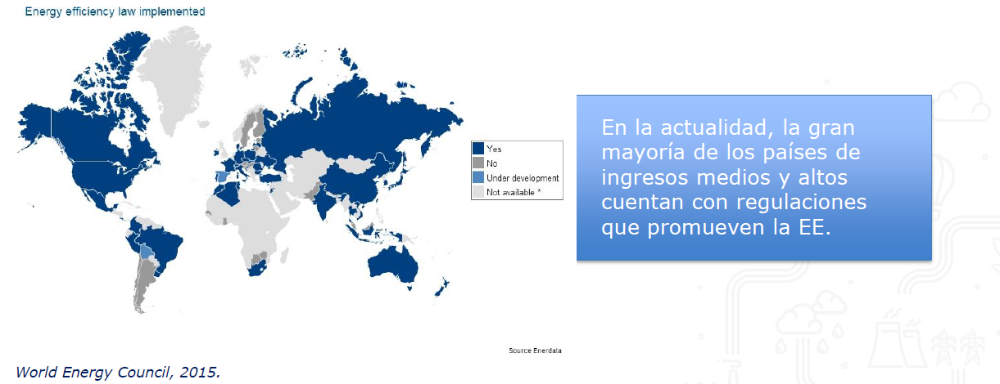 Energy efficiency law implemented
Yes
No
Under development
Not available *
En la actualidad, la gran
mayoría de los países de
ingresos medios y altos
cuentan con regulaciones
que promueven la EE.
Source Enerdata
World Energy Council, 2015.